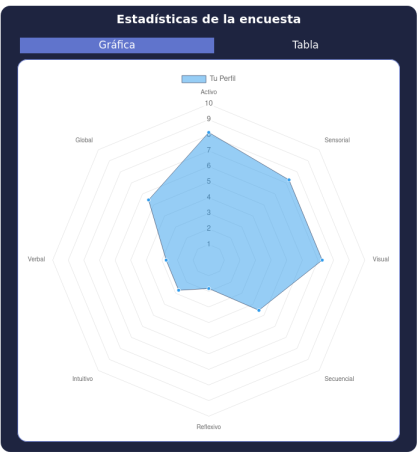 Estadísticas de la encuesta
Gráfica Tabla
Tu Perfil
Activo
10
9
8
Global Sensorial
7
6
5
4
3
2
1
Verbal Visual
Intuitivo Secuencial
Reflexivo